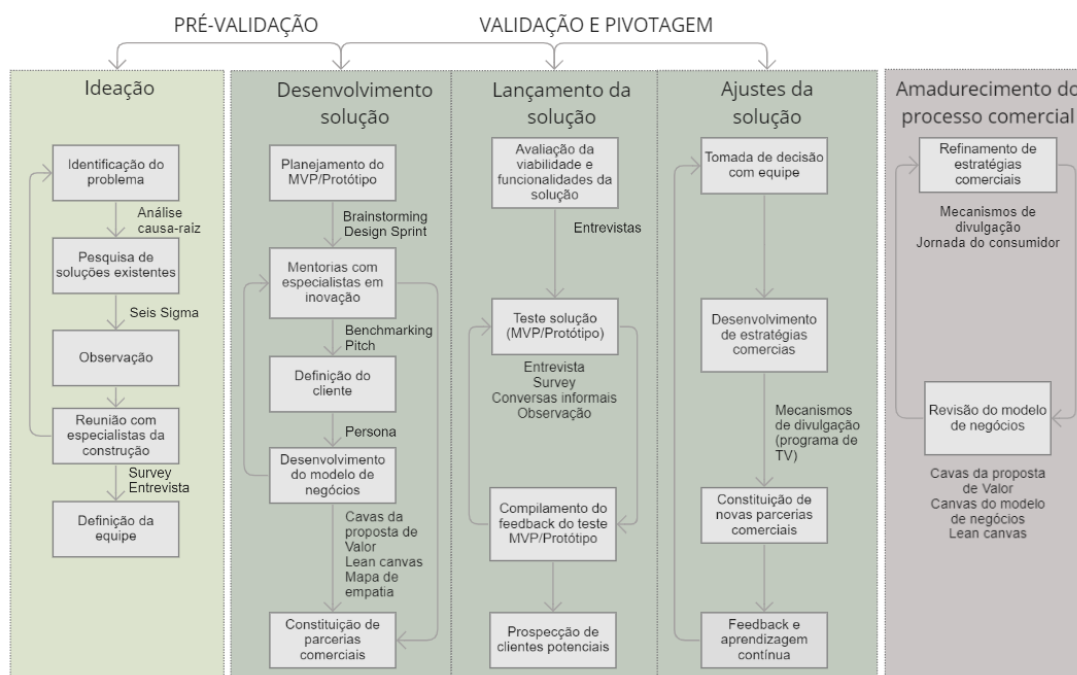 PRÉ-VALIDAÇÃO
VALIDAÇÃO E PIVOTAGEM
Ideação
Identificação do
problema
Análise
causa-raiz
Pesquisa de
soluções existentes
Seis Sigma
Observação
Reunião com
especialistas da
construção
Survey
Entrevista
Definição da
equipe
Desenvolvimento
solução
Planejamento do
MVP/Protótipo
Brainstorming
Design Sprint
Mentorias com
especialistas em
inovação
Benchmarking
Pitch
Definição do
cliente
Persona
Desenvolvimento
do modelo de
negócios
Cavas da
proposta de
Valor
Lean canvas
Mapa de
empatia
Constituição de
parcerias
comerciais
Lançamento da
solução
Avaliação da
viabilidade e
funcionalidades da
solução
Entrevistas
Teste solução
(MVP/Protótipo)
Entrevista
Survey
Conversas informais
Observação
Compilamento do
feedback do teste
MVP/Protótipo
Prospecção de
clientes potenciais
Ajustes da
solução
Tomada de decisão
com equipe
Desenvolvimento
de estratégias
comercias
Mecanismos
de divulgação
(programa de
TV)
Constituição de
novas parcerias
comerciais
Feedback e
aprendizagem
contínua
Amadurecimento do
processo comercial
Refinamento de
estratégias
comerciais
Mecanismos de
divulgação
Jornada do consumidor
Revisão do modelo
de negócios
Cavas da proposta
de Valor
Canvas do modelo
de negócios
Lean canvas